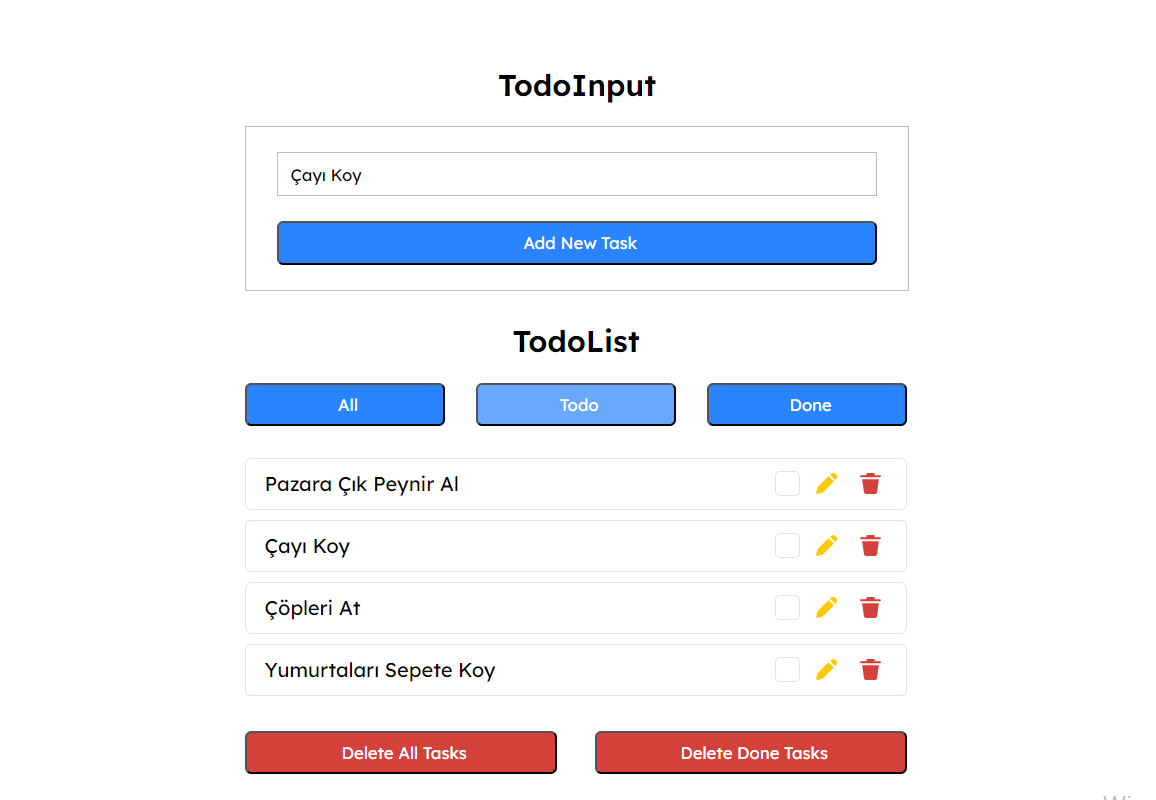 TodoInput
Çayı Koy
Add New Task
TodoList
All Todo Done
Pazara Çık Peynir Al
Çayı Koy
Çöpleri At
Yumurtaları Sepete Koy
Delete All Tasks Delete Done Tasks